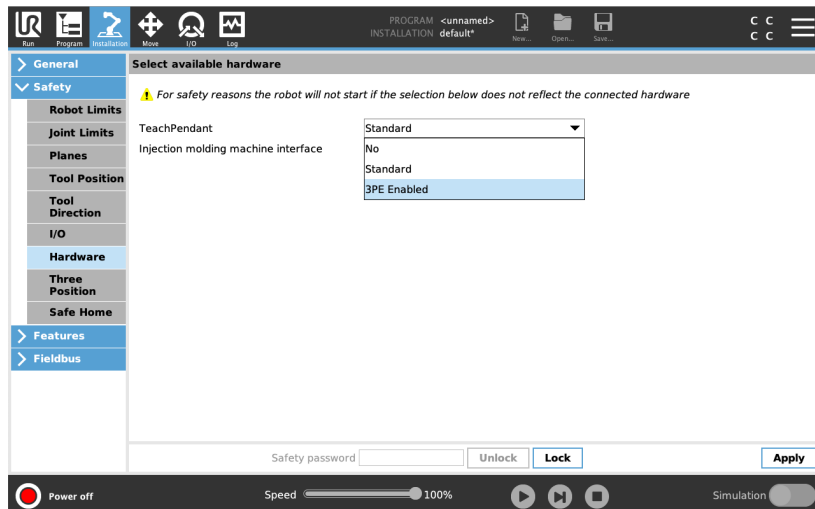 UR
PROGRAM <unnamed>
INSTALLATION default*
C C
C C
Run Program Installation Move I/O Log New... Open... Save...
General
Safety
Robot Limits
Joint Limits
Planes
Tool Position
Tool
Direction
I/O
Hardware
Three
Position
Safe Home
Features
Fieldbus
Select available hardware
For safety reasons the robot will not start if the selection below does not reflect the connected hardware
TeachPendant Standard
Injection molding machine interface No
Standard
3PE Enabled
Safety password Unlock Lock Apply
Power off Speed 100% Simulation